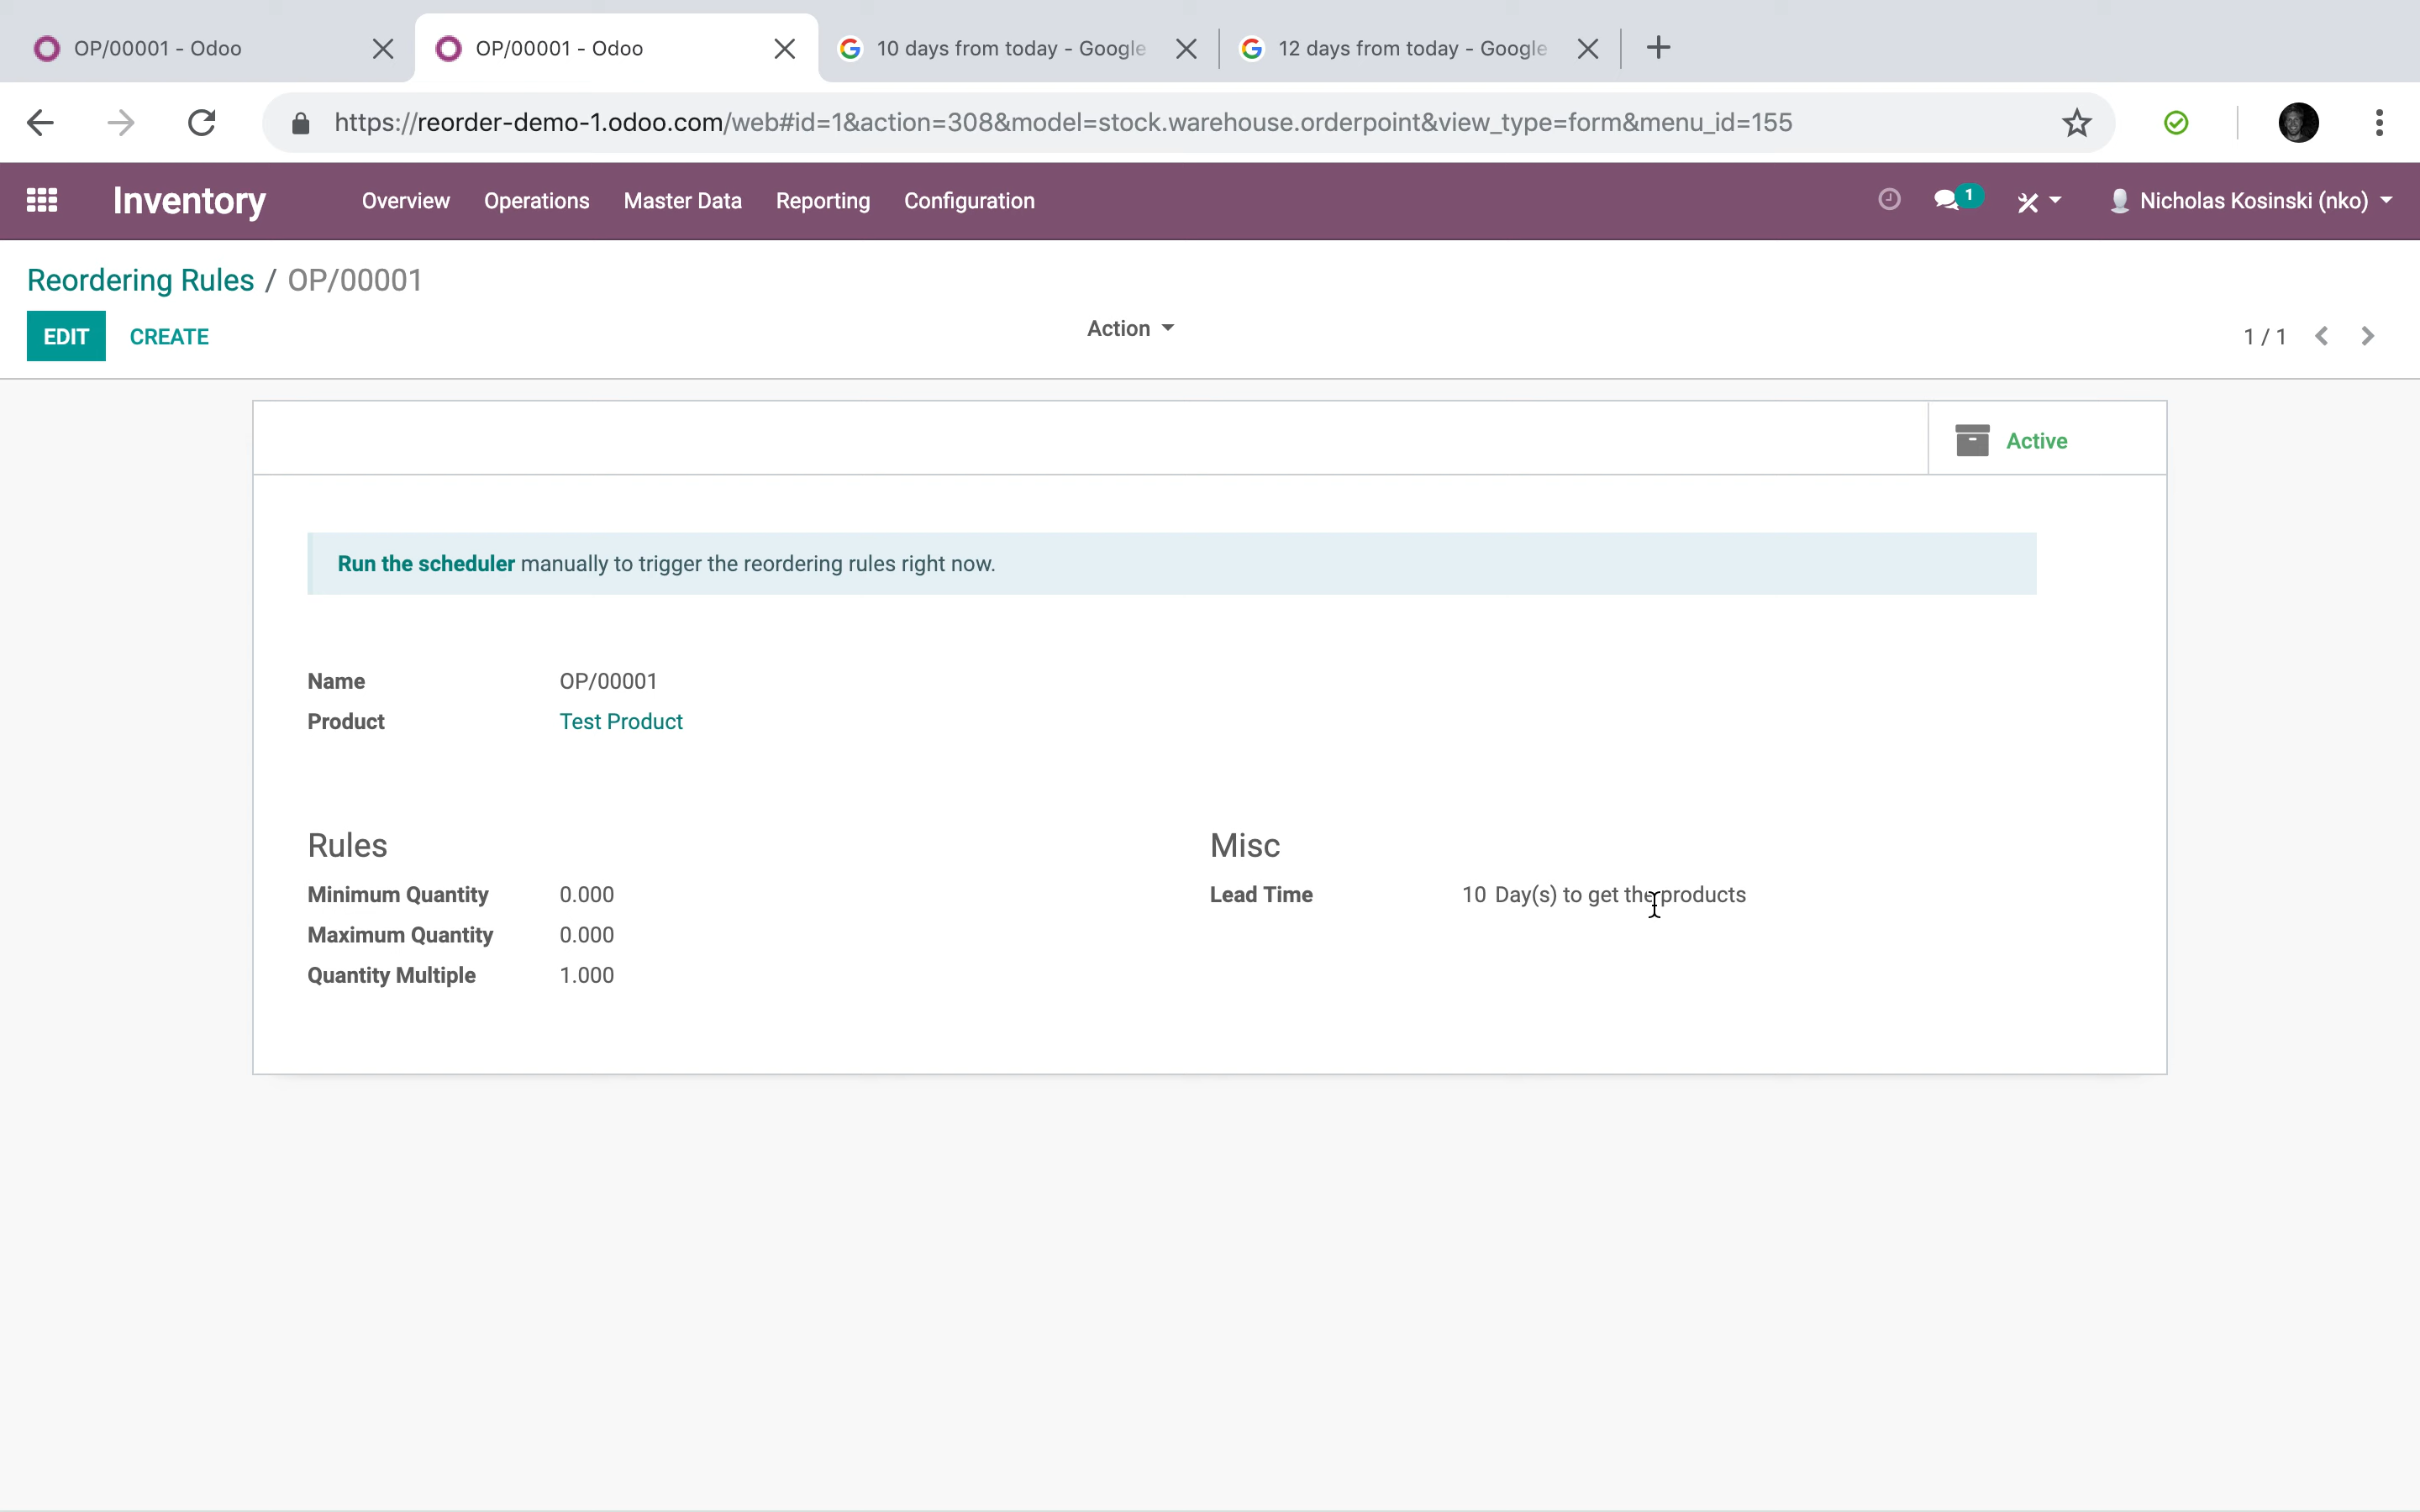 OP/00001 - Odoo
OP/00001 - Odoo
10 days from today - Google
12 days from today - Google
https://reorder-demo-1.odoo.com/web#id=1&action=308&model=stock.warehouse.orderpoint&view_type=form&menu_id=155
Inventory Overview Operations Master Data Reporting Configuration 1 Nicholas Kosinski (nko)
Reordering Rules / OP/00001
EDIT CREATE Action 1 / 1
Active
Run the scheduler manually to trigger the reordering rules right now.
Name OP/00001
Product Test Product
Rules
Minimum Quantity 0.000
Maximum Quantity 0.000
Quantity Multiple 1.000
Misc
Lead Time 10 Day(s) to get the products